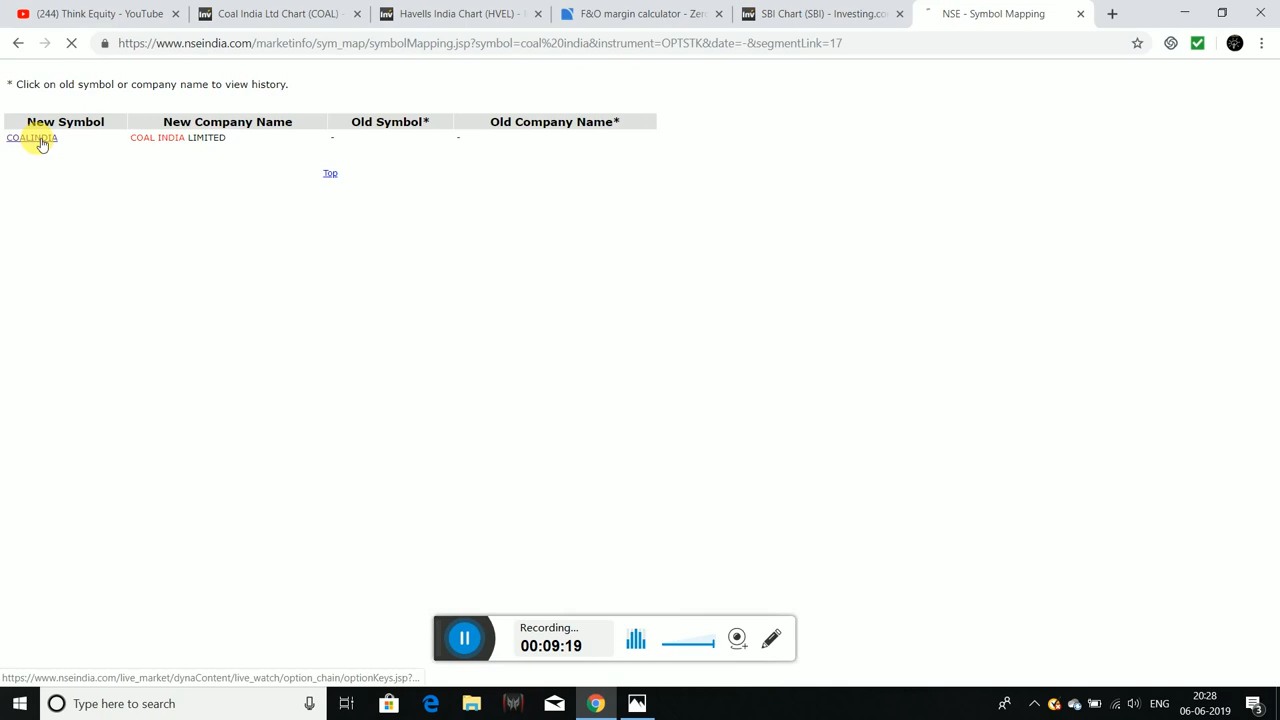 (244) Think Equity - YouTube
Coal India Ltd Chart (COAL) -
Havells India Chart (HVEL) -
F&O margin calculator - Zero
SBI Chart (SBI) - Investing.co
NSE - Symbol Mapping
https://www.nseindia.com/marketinfo/sym_map/symbolMapping.jsp?symbol=coal%20india&instrument=OPTSTK&date=-&segmentLink=17
* Click on old symbol or company name to view history.
New Symbol New Company Name Old Symbol* Old Company Name*
COALINDIA COAL INDIA LIMITED - -
Top
Recording...
00:09:19
https://www.nseindia.com/live_market/dynaContent/live_watch/option_chain/optionKeys.jsp?...
Type here to search
ENG
20:28
06-06-2019
3